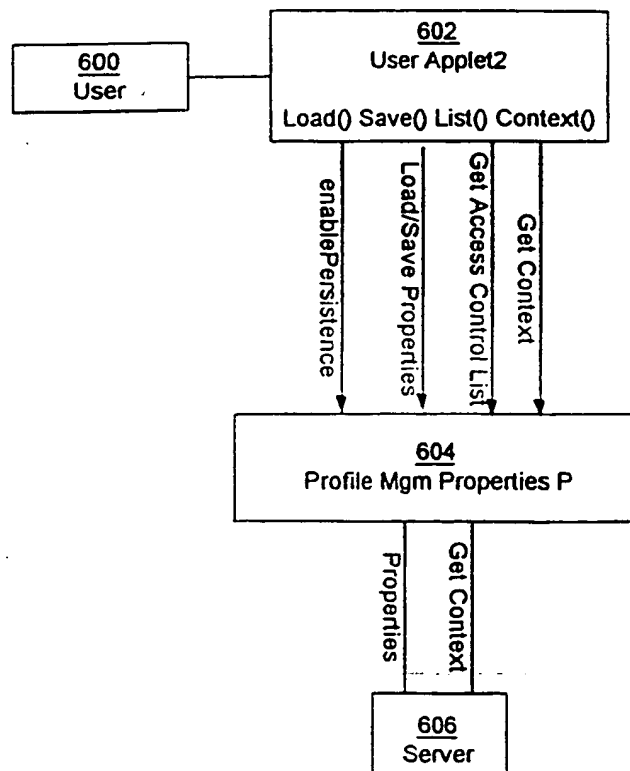 600
User
602
User Applet2
Load() Save() List() Context()
enablePersistence
Load/Save Properties
Get Access Control List
Get Context
604
Profile Mgm Properties P
Properties
Get Context
606
Server